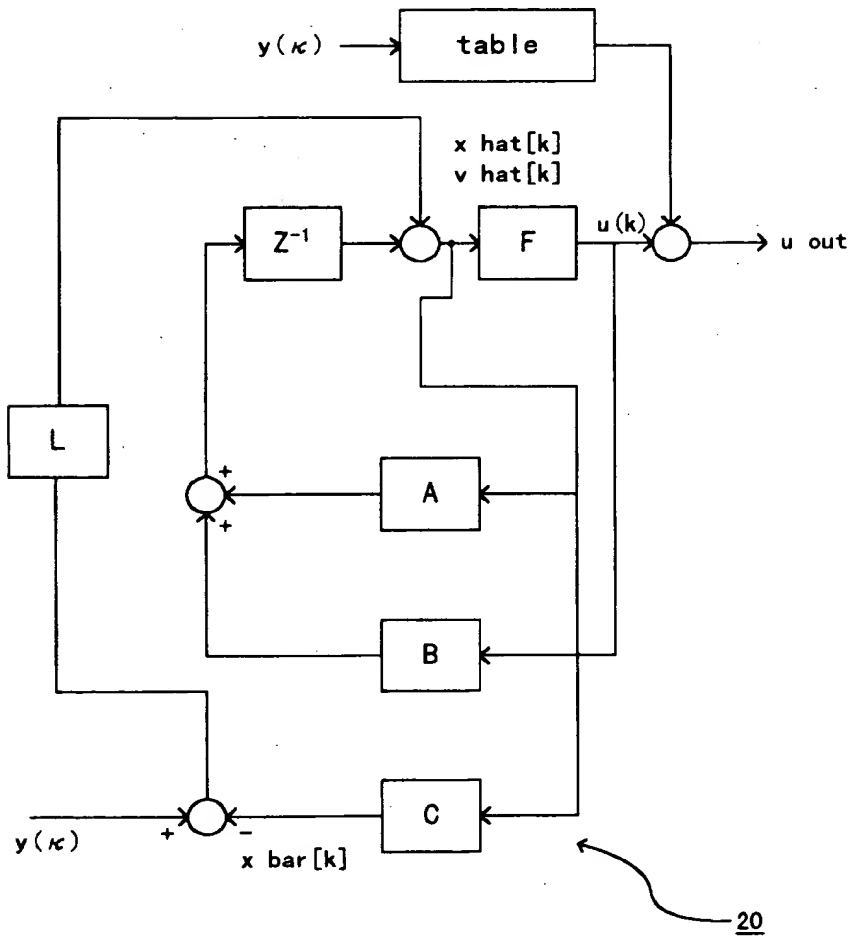 y(κ)
table
x hat[k]
v hat[k]
Z⁻¹
F
u(k)
u out
L
+
A
+
B
C
y(κ)
+
-
x bar[k]
20